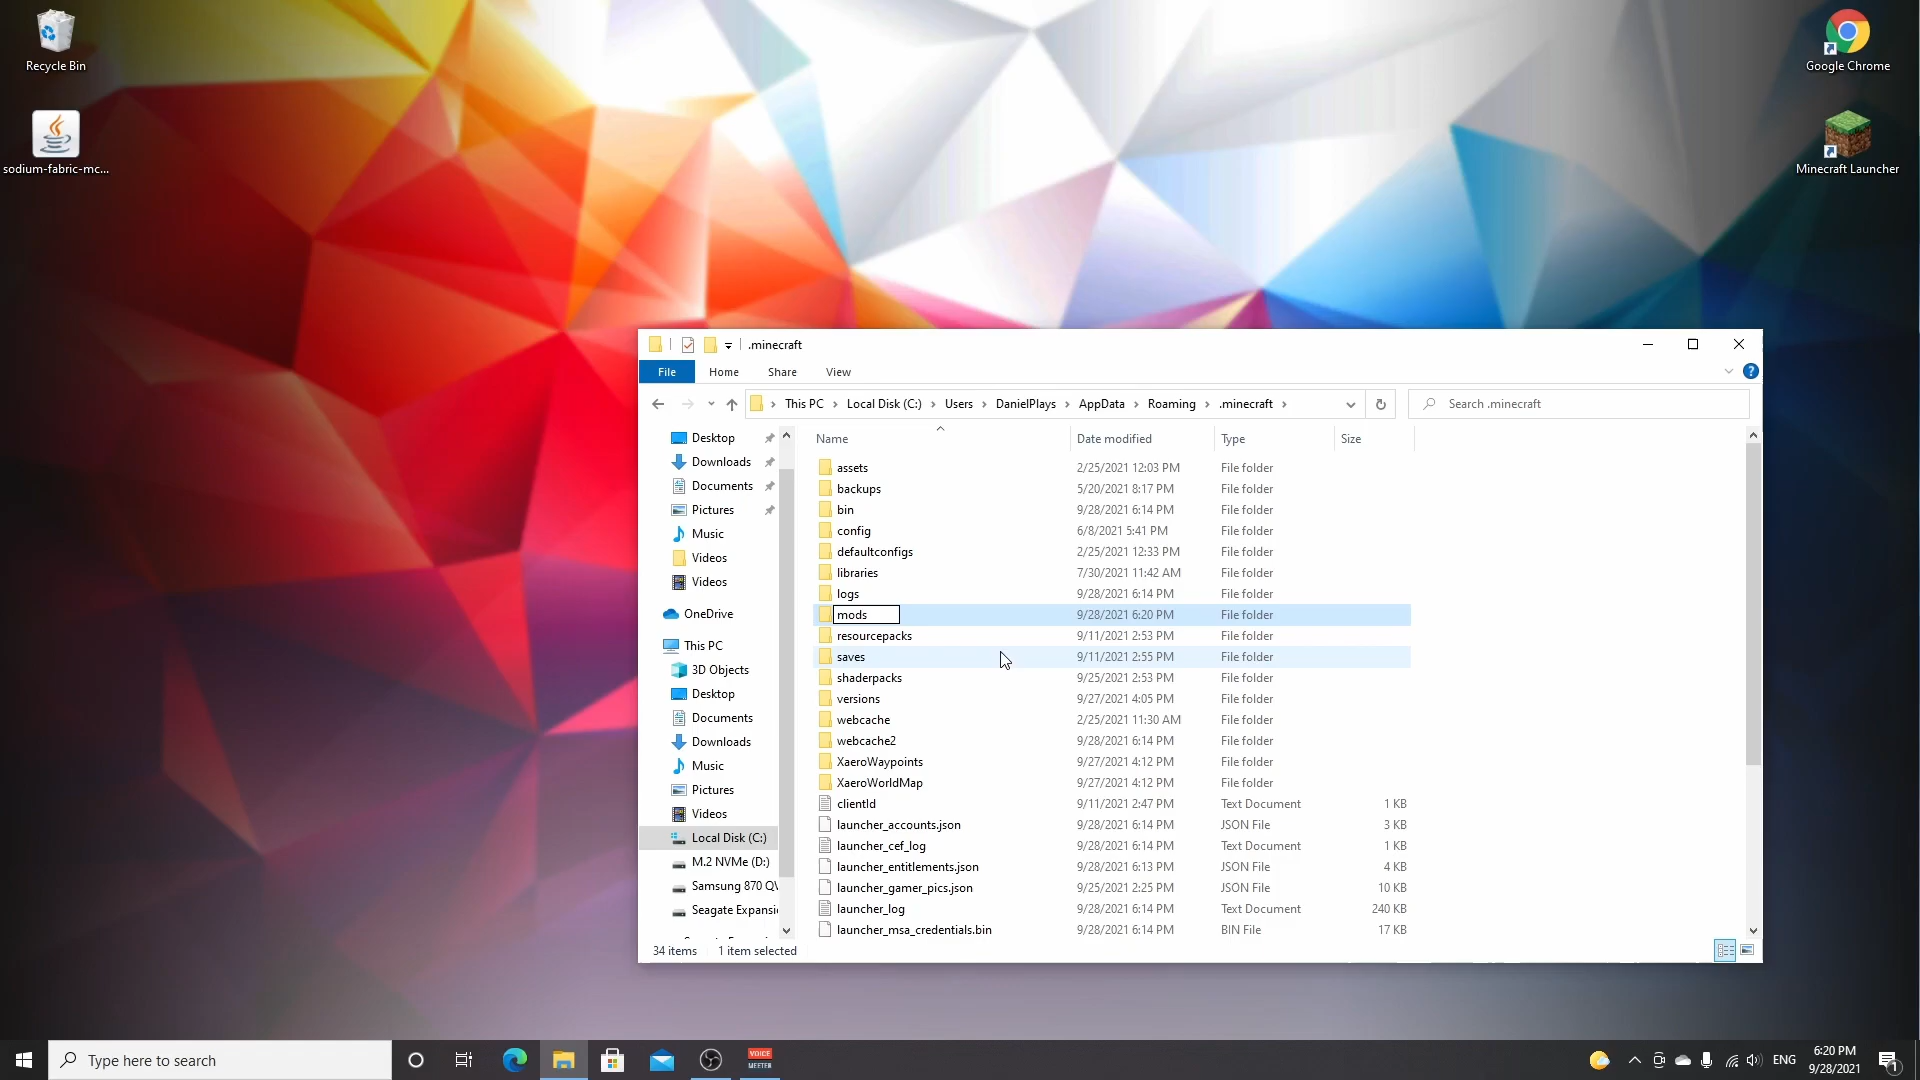 Recycle Bin
sodium-fabric-mc...
Google Chrome
Minecraft Launcher
.minecraft
File Home Share View
This PC Local Disk (C:) Users DanielPlays AppData Roaming .minecraft
Search .minecraft
Desktop
Downloads
Documents
Pictures
Music
Videos
Videos
OneDrive
This PC
3D Objects
Desktop
Documents
Downloads
Music
Pictures
Videos
Local Disk (C:)
M.2 NVMe (D:)
Samsung 870 QV
Seagate Expansi
Name Date modified Type Size
assets 2/25/2021 12:03 PM File folder
backups 5/20/2021 8:17 PM File folder
bin 9/28/2021 6:14 PM File folder
config 6/8/2021 5:41 PM File folder
defaultconfigs 2/25/2021 12:33 PM File folder
libraries 7/30/2021 11:42 AM File folder
logs 9/28/2021 6:14 PM File folder
mods 9/28/2021 6:20 PM File folder
resourcepacks 9/11/2021 2:53 PM File folder
saves 9/11/2021 2:55 PM File folder
shaderpacks 9/25/2021 2:53 PM File folder
versions 9/27/2021 4:05 PM File folder
webcache 2/25/2021 11:30 AM File folder
webcache2 9/28/2021 6:14 PM File folder
XaeroWaypoints 9/27/2021 4:12 PM File folder
XaeroWorldMap 9/27/2021 4:12 PM File folder
clientId 9/11/2021 2:47 PM Text Document 1 KB
launcher_accounts.json 9/28/2021 6:14 PM JSON File 3 KB
launcher_cef_log 9/28/2021 6:14 PM Text Document 1 KB
launcher_entitlements.json 9/28/2021 6:13 PM JSON File 4 KB
launcher_gamer_pics.json 9/25/2021 2:25 PM JSON File 10 KB
launcher_log 9/28/2021 6:14 PM Text Document 240 KB
launcher_msa_credentials.bin 9/28/2021 6:14 PM BIN File 17 KB
34 items 1 item selected
Type here to search
VOICE
MEETER
ENG
6:20 PM
9/28/2021
1